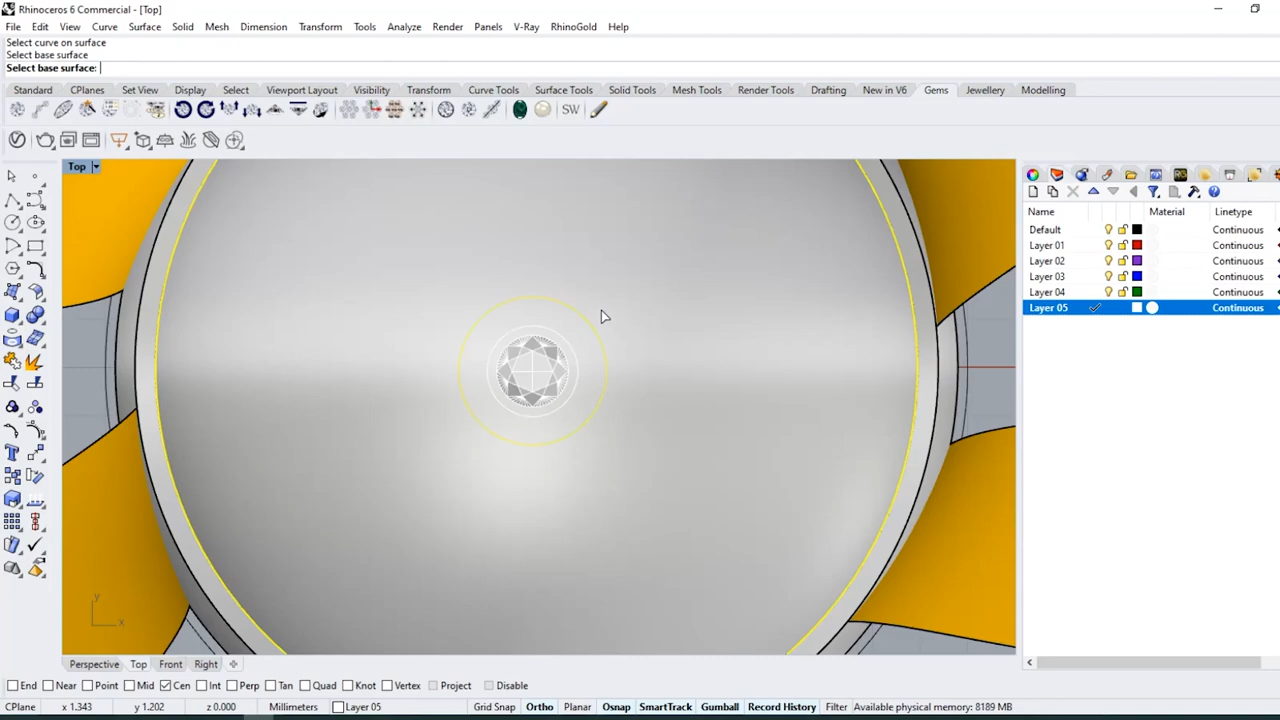 Rhinoceros 6 Commercial - [Top]
File Edit View Curve Surface Solid Mesh Dimension Transform Tools Analyze Render Panels V-Ray RhinoGold Help
Select curve on surface
Select base surface
Select base surface:
Standard CPlanes Set View Display Select Viewport Layout Visibility Transform Curve Tools Surface Tools Solid Tools Mesh Tools Render Tools Drafting New in V6 Gems Jewellery Modelling
SW
Top
RG
Name Material Linetype
Default Continuous
Layer 01 Continuous
Layer 02 Continuous
Layer 03 Continuous
Layer 04 Continuous
Layer 05 Continuous
y
x
Perspective Top Front Right
End Near Point Mid Cen Int Perp Tan Quad Knot Vertex Project Disable
CPlane x 1.343 y 1.202 z 0.000 Millimeters Layer 05 Grid Snap Ortho Planar Osnap SmartTrack Gumball Record History Filter Available physical memory: 8189 MB